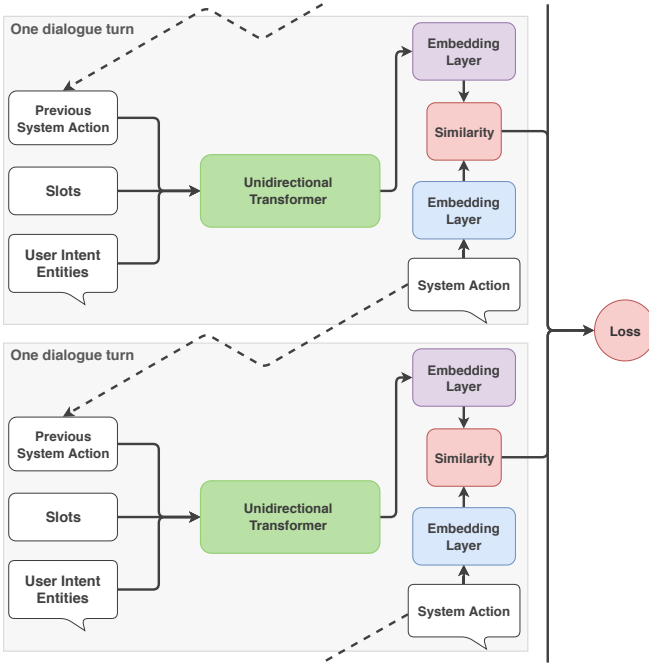 One dialogue turn
Previous
System Action
Slots
User Intent
Entities
Unidirectional
Transformer
Embedding
Layer
Similarity
Embedding
Layer
System Action
Loss
One dialogue turn
Previous
System Action
Slots
User Intent
Entities
Unidirectional
Transformer
Embedding
Layer
Similarity
Embedding
Layer
System Action